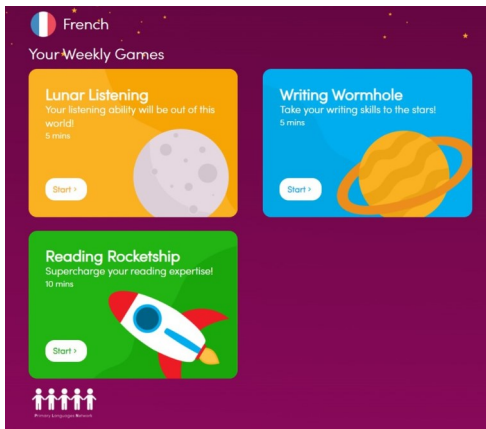 French
Your Weekly Games
Lunar Listening
Your listening ability will be out of this
world!
5 mins
Start >
Writing Wormhole
Take your writing skills to the stars!
5 mins
Start >
Reading Rocketship
Supercharge your reading expertise!
10 mins
Start >
Primary Languages Network